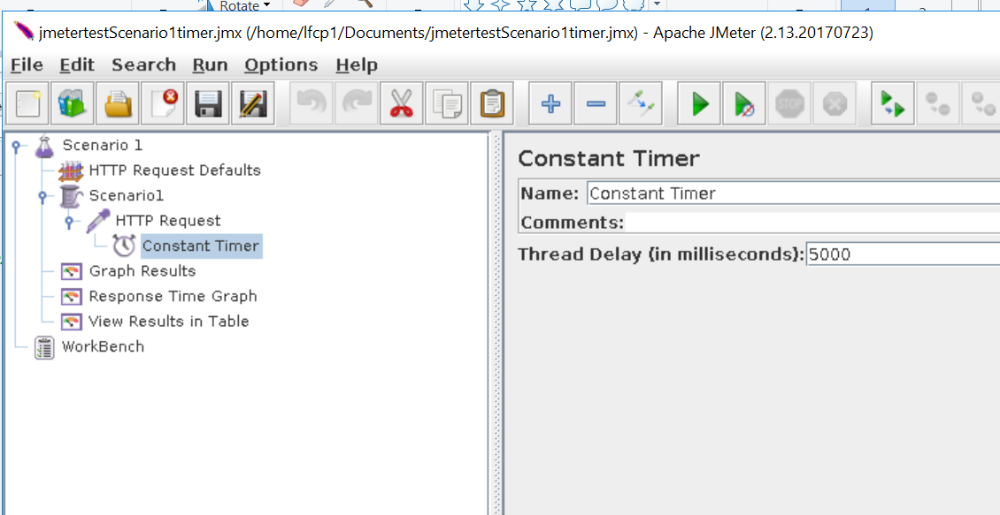 Rotate
jmetertestScenario1timer.jmx (/home/lfcp1/Documents/jmetertestScenario1timer.jmx) - Apache JMeter (2.13.20170723)
File Edit Search Run Options Help
STOP
Scenario 1
HTTP Request Defaults
Scenario1
HTTP Request
Constant Timer
Graph Results
Response Time Graph
View Results in Table
WorkBench
Constant Timer
Name: Constant Timer
Comments:
Thread Delay (in milliseconds): 5000